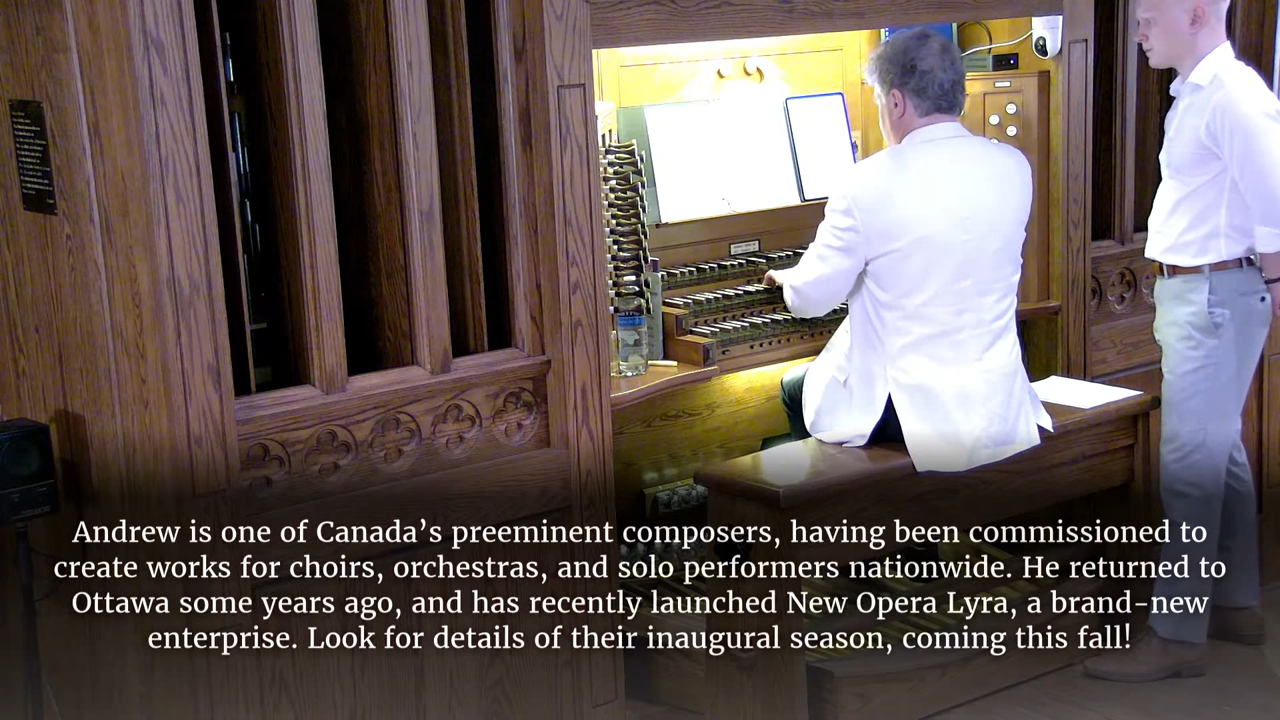 Andrew is one of Canada’s preeminent composers, having been commissioned to
create works for choirs, orchestras, and solo performers nationwide. He returned to
Ottawa some years ago, and has recently launched New Opera Lyra, a brand-new
enterprise. Look for details of their inaugural season, coming this fall!